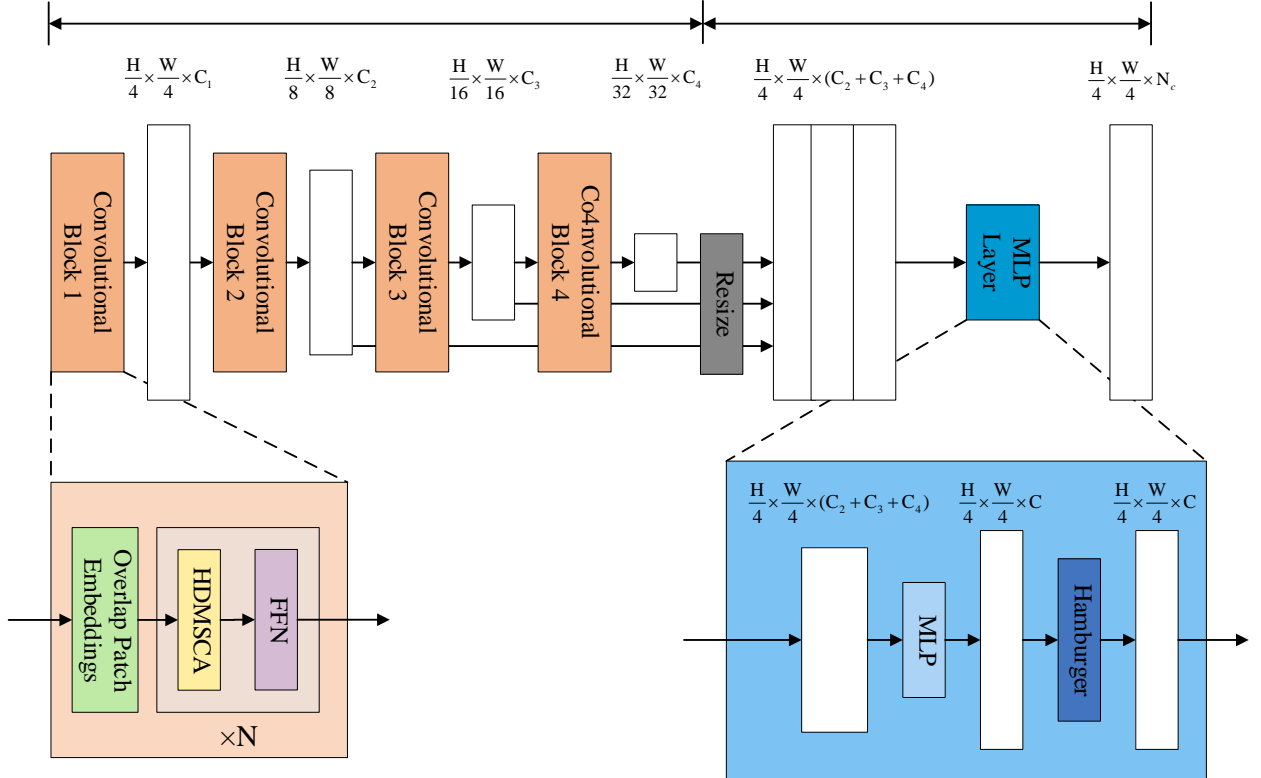 H/4 × W/4 × C₁
H/8 × W/8 × C₂
H/16 × W/16 × C₃
H/32 × W/32 × C₄
H/4 × W/4 × (C₂ + C₃ + C₄)
H/4 × W/4 × N_c
Convolutional
Block 1
Convolutional
Block 2
Convolutional
Block 3
Co4nvolutional
Block 4
Resize
MLP
Layer
Overlap Patch
Embeddings
HDMSCA
FFN
×N
H/4 × W/4 × (C₂ + C₃ + C₄)
H/4 × W/4 × C
H/4 × W/4 × C
MLP
Hamburger